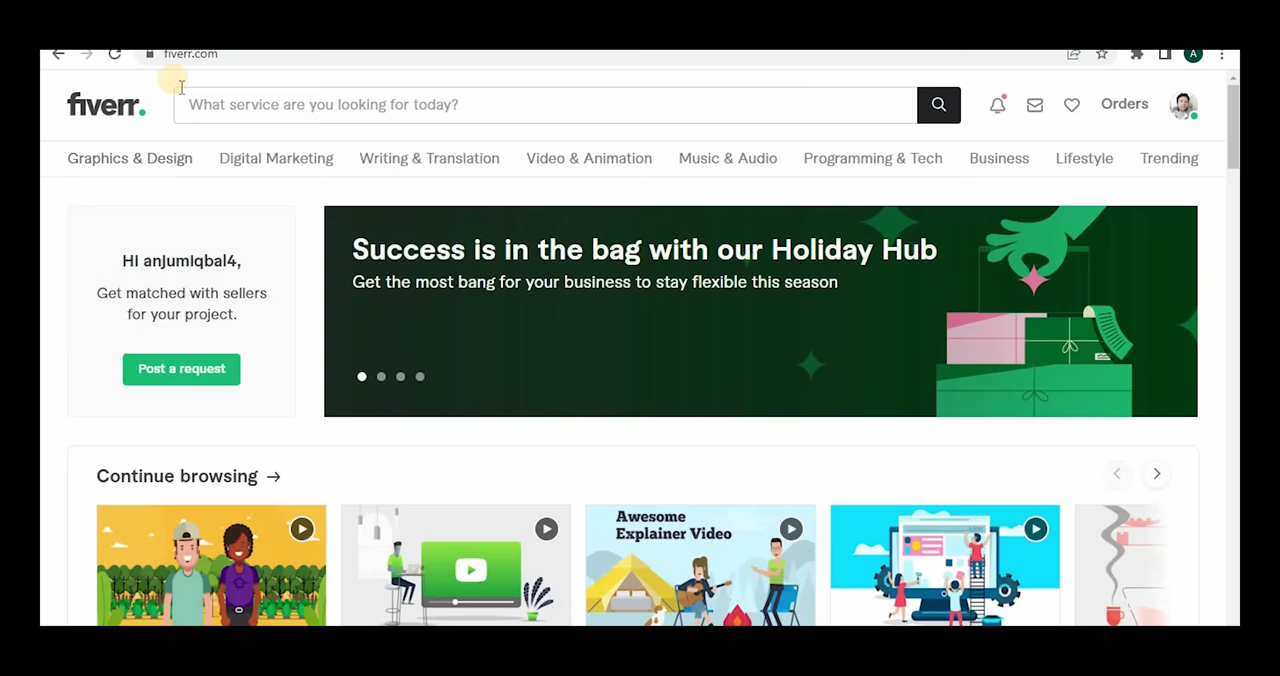 fiverr.com
A
fiverr.
What service are you looking for today?
Orders
Graphics & Design
Digital Marketing
Writing & Translation
Video & Animation
Music & Audio
Programming & Tech
Business
Lifestyle
Trending
Hi anjumiqbal4,
Get matched with sellers
for your project.
Post a request
Success is in the bag with our Holiday Hub
Get the most bang for your business to stay flexible this season
Continue browsing →
Awesome
Explainer Video